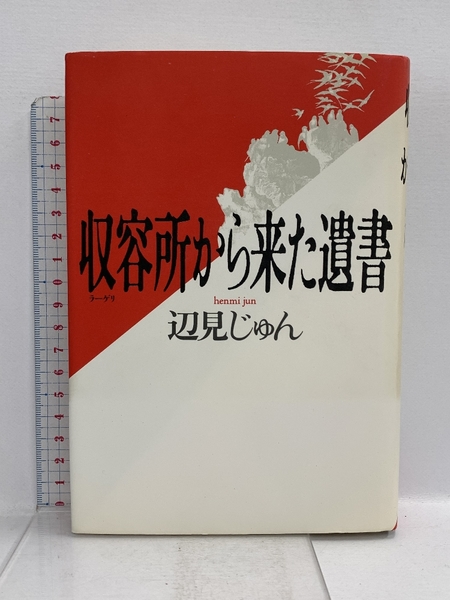 収容所から来た遺書
ラーゲリ
henmi jun
辺見じゅん